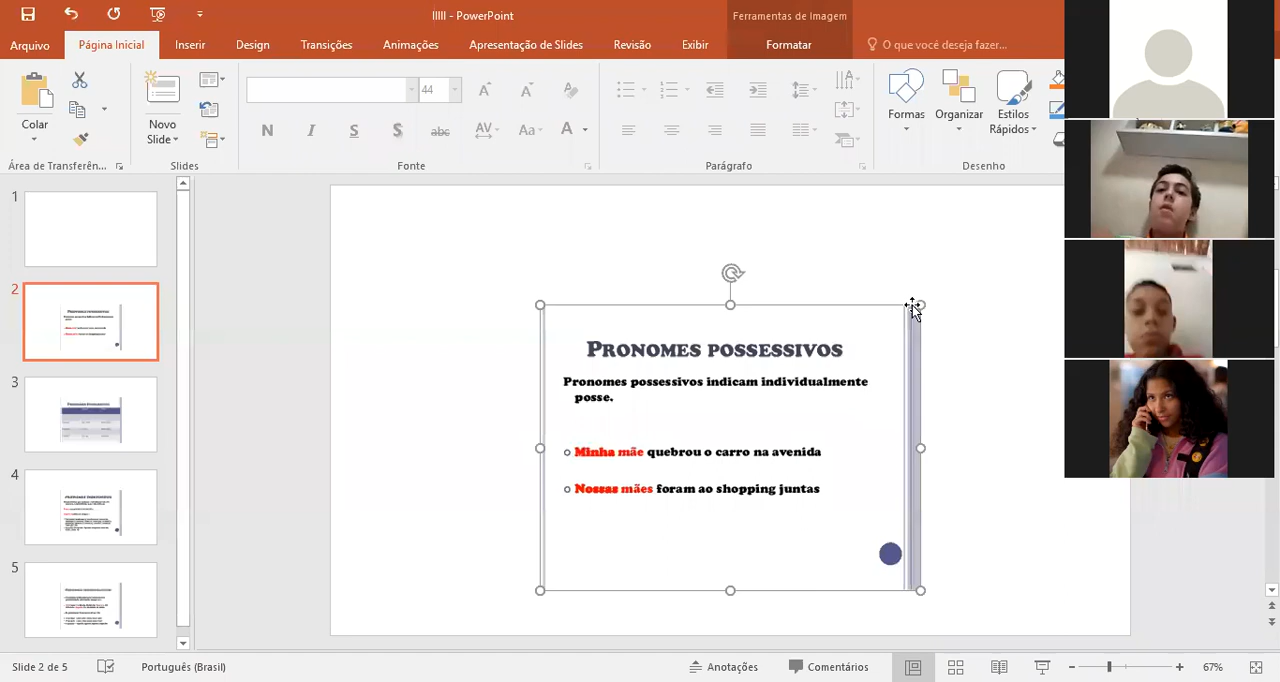 IIIII - PowerPoint
Ferramentas de Imagem
Arquivo
Página Inicial
Inserir
Design
Transições
Animações
Apresentação de Slides
Revisão
Exibir
Formatar
O que você deseja fazer...
Colar
Novo
Slide
44
N I S S abc AV Aa A
Formas
Organizar
Estilos
Rápidos
Área de Transferên...
Slides
Fonte
Parágrafo
Desenho
1
2
3
4
5
PRONOMES POSSESSIVOS
Pronomes possessivos indicam individualmente
posse.
Minha mãe quebrou o carro na avenida
Nossas mães foram ao shopping juntas
Slide 2 de 5
Português (Brasil)
Anotações
Comentários
67%